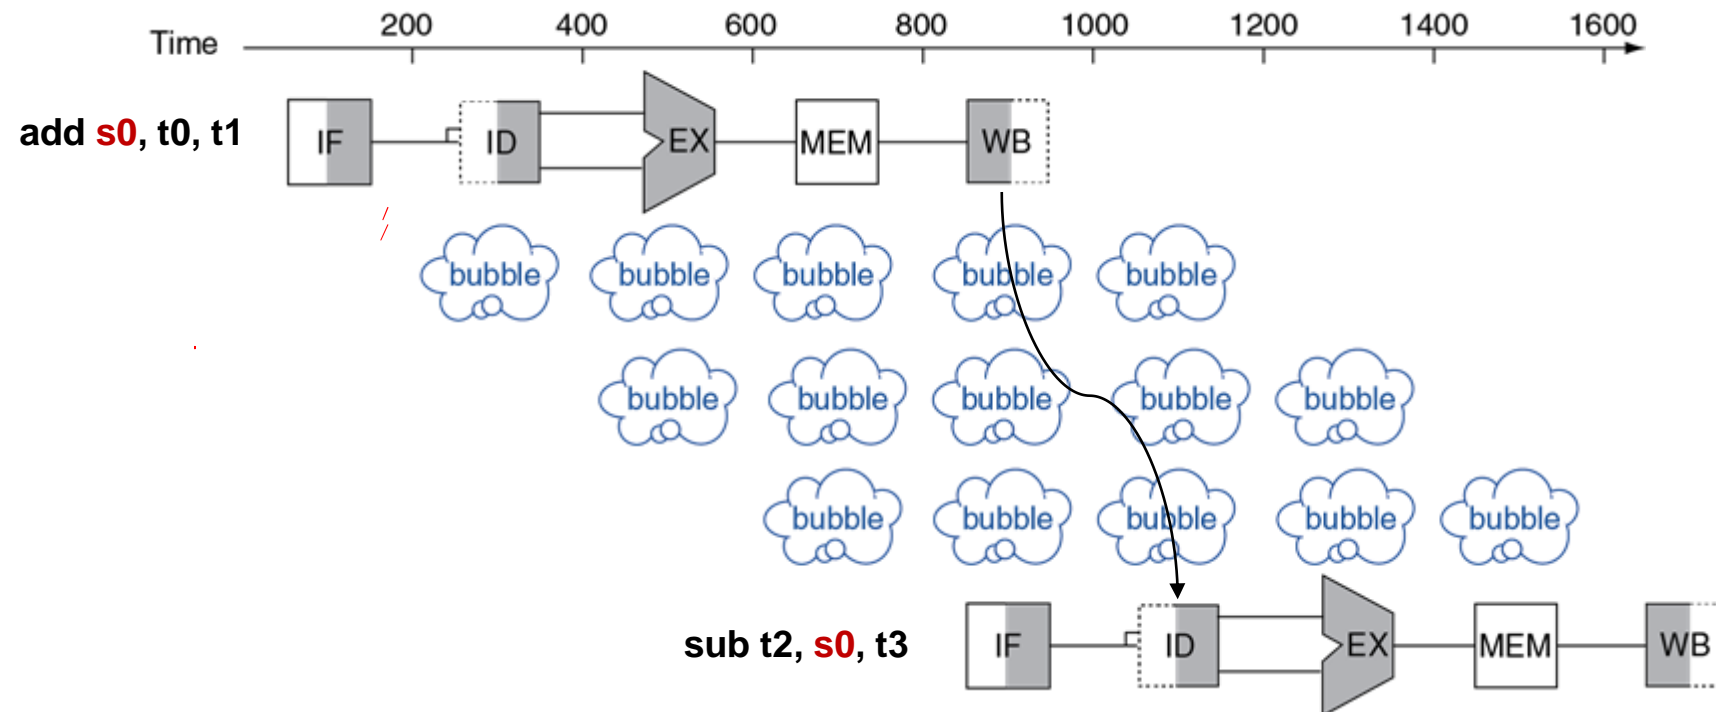 200 400 600 800 1000 1200 1400 1600
Time
add s0, t0, t1 IF ID EX MEM WB
bubble bubble bubble bubble bubble
bubble bubble bubble bubble bubble
bubble bubble bubble bubble bubble
sub t2, s0, t3 IF ID EX MEM WB